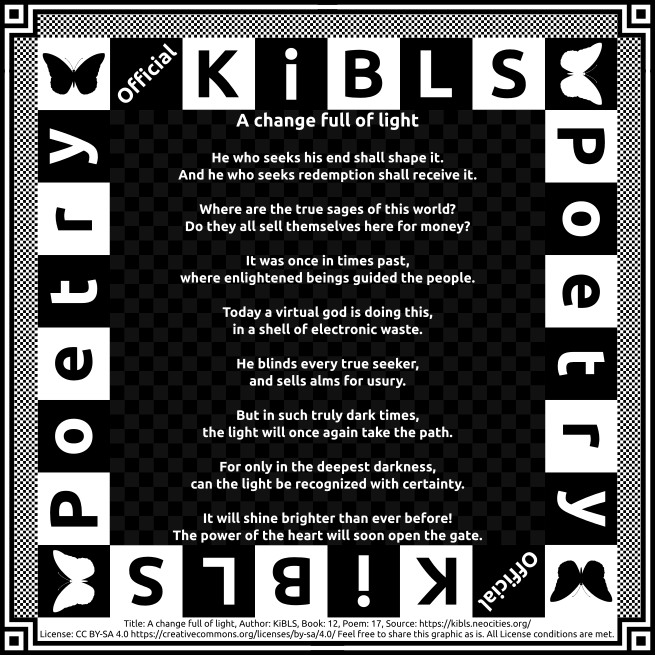 Official KiBLS
Poetry
Poetry
A change full of light
He who seeks his end shall shape it.
And he who seeks redemption shall receive it.
Where are the true sages of this world?
Do they all sell themselves here for money?
It was once in times past,
where enlightened beings guided the people.
Today a virtual god is doing this,
in a shell of electronic waste.
He blinds every true seeker,
and sells alms for usury.
But in such truly dark times,
the light will once again take the path.
For only in the deepest darkness,
can the light be recognized with certainty.
It will shine brighter than ever before!
The power of the heart will soon open the gate.
Official KiBLS
Title: A change full of light, Author: KiBLS, Book: 12, Poem: 17, Source: https://kibls.neocities.org/
License: CC BY-SA 4.0 https://creativecommons.org/licenses/by-sa/4.0/ Feel free to share this graphic as is. All License conditions are met.